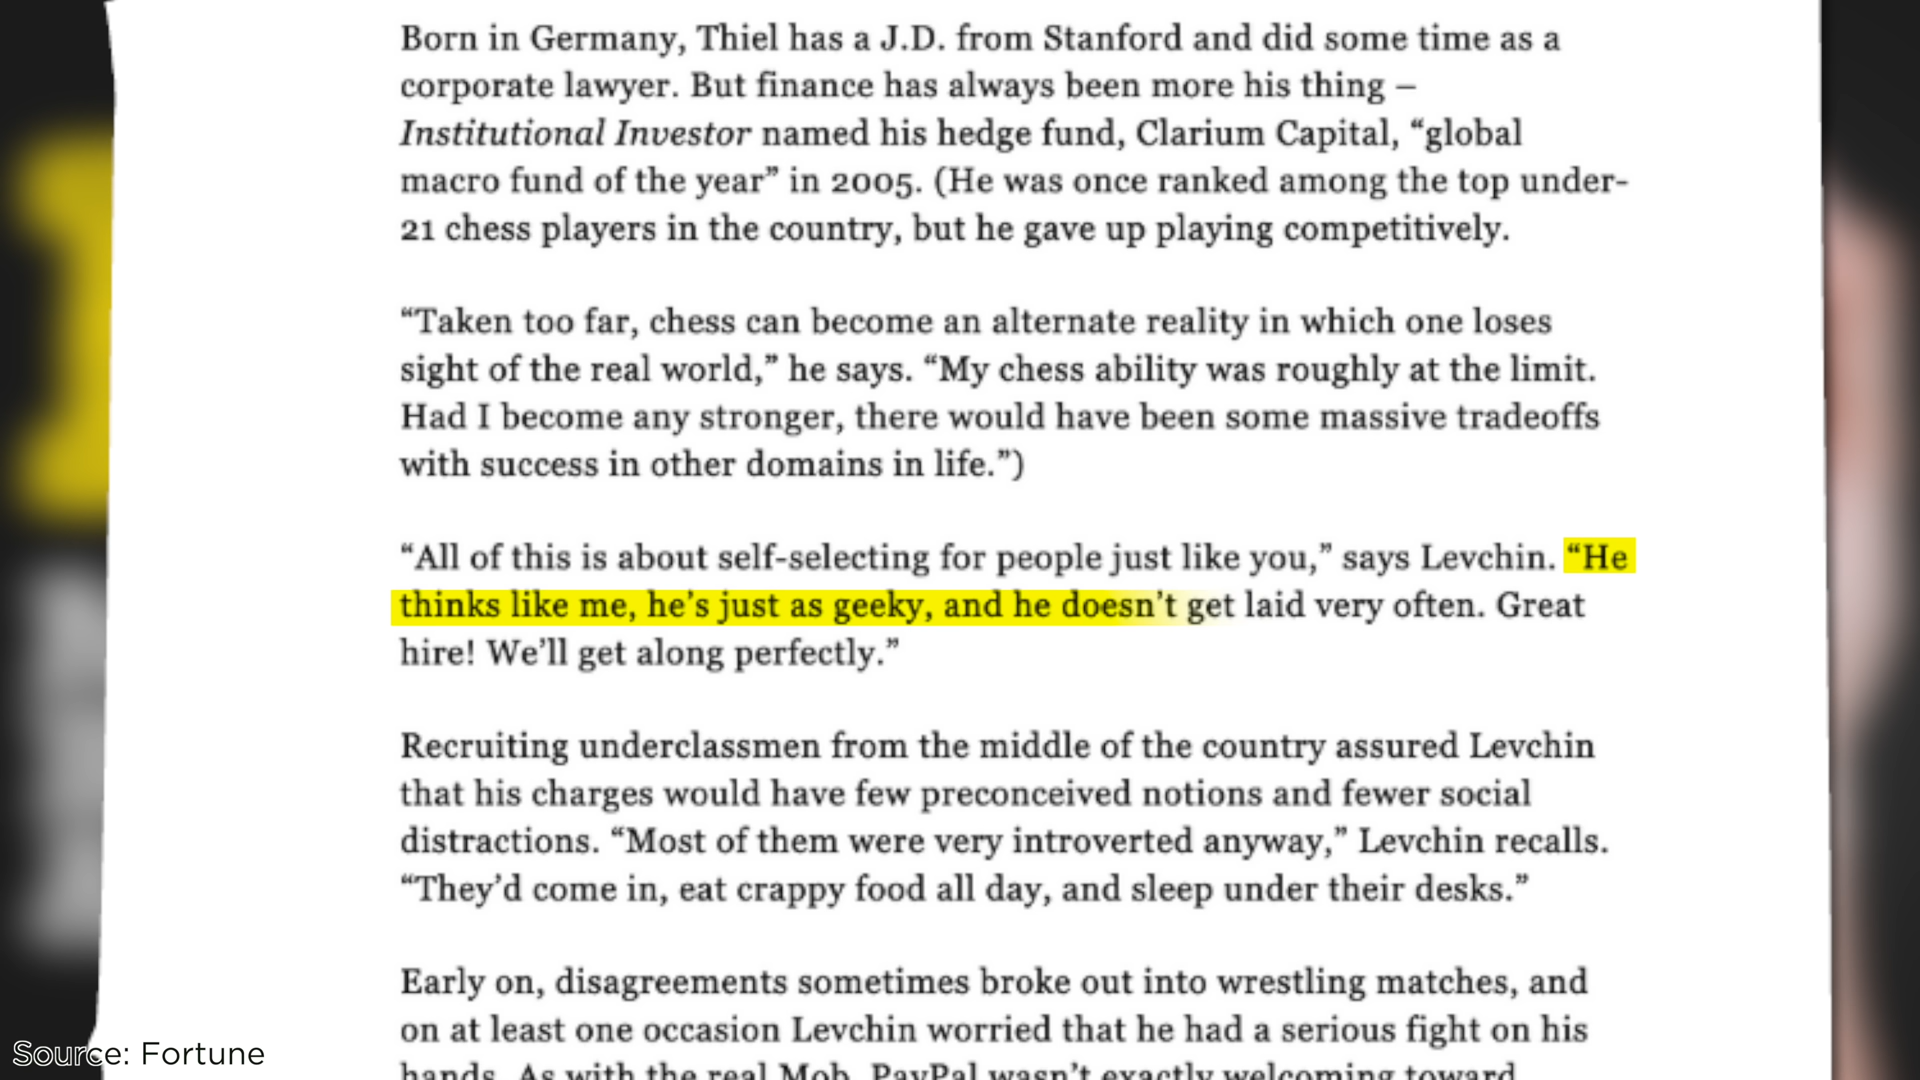 Born in Germany, Thiel has a J.D. from Stanford and did some time as a
corporate lawyer. But finance has always been more his thing –
Institutional Investor named his hedge fund, Clarium Capital, “global
macro fund of the year” in 2005. (He was once ranked among the top under-
21 chess players in the country, but he gave up playing competitively.
“Taken too far, chess can become an alternate reality in which one loses
sight of the real world,” he says. “My chess ability was roughly at the limit.
Had I become any stronger, there would have been some massive tradeoffs
with success in other domains in life.”)
“All of this is about self-selecting for people just like you,” says Levchin. “He
thinks like me, he’s just as geeky, and he doesn’t get laid very often. Great
hire! We’ll get along perfectly.”
Recruiting underclassmen from the middle of the country assured Levchin
that his charges would have few preconceived notions and fewer social
distractions. “Most of them were very introverted anyway,” Levchin recalls.
“They’d come in, eat crappy food all day, and sleep under their desks.”
Early on, disagreements sometimes broke out into wrestling matches, and
on at least one occasion Levchin worried that he had a serious fight on his
hands. As with the real Mob, PayPal wasn’t exactly welcoming toward
Source: Fortune